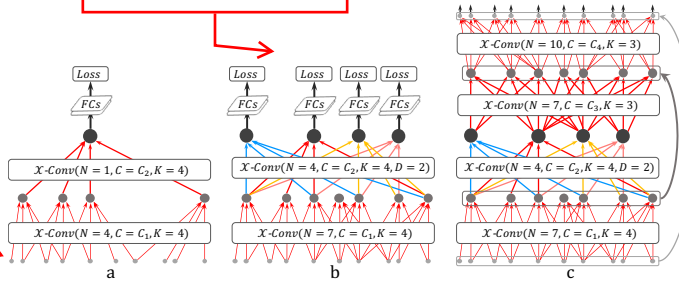 Loss
FCs
𝒳-Conv(N = 1, C = C₂, K = 4)
𝒳-Conv(N = 4, C = C₁, K = 4)
a
Loss Loss Loss Loss
FCs FCs FCs FCs
𝒳-Conv(N = 4, C = C₂, K = 4, D = 2)
𝒳-Conv(N = 7, C = C₁, K = 4)
b
𝒳-Conv(N = 10, C = C₄, K = 3)
𝒳-Conv(N = 7, C = C₃, K = 3)
𝒳-Conv(N = 4, C = C₂, K = 4, D = 2)
𝒳-Conv(N = 7, C = C₁, K = 4)
c